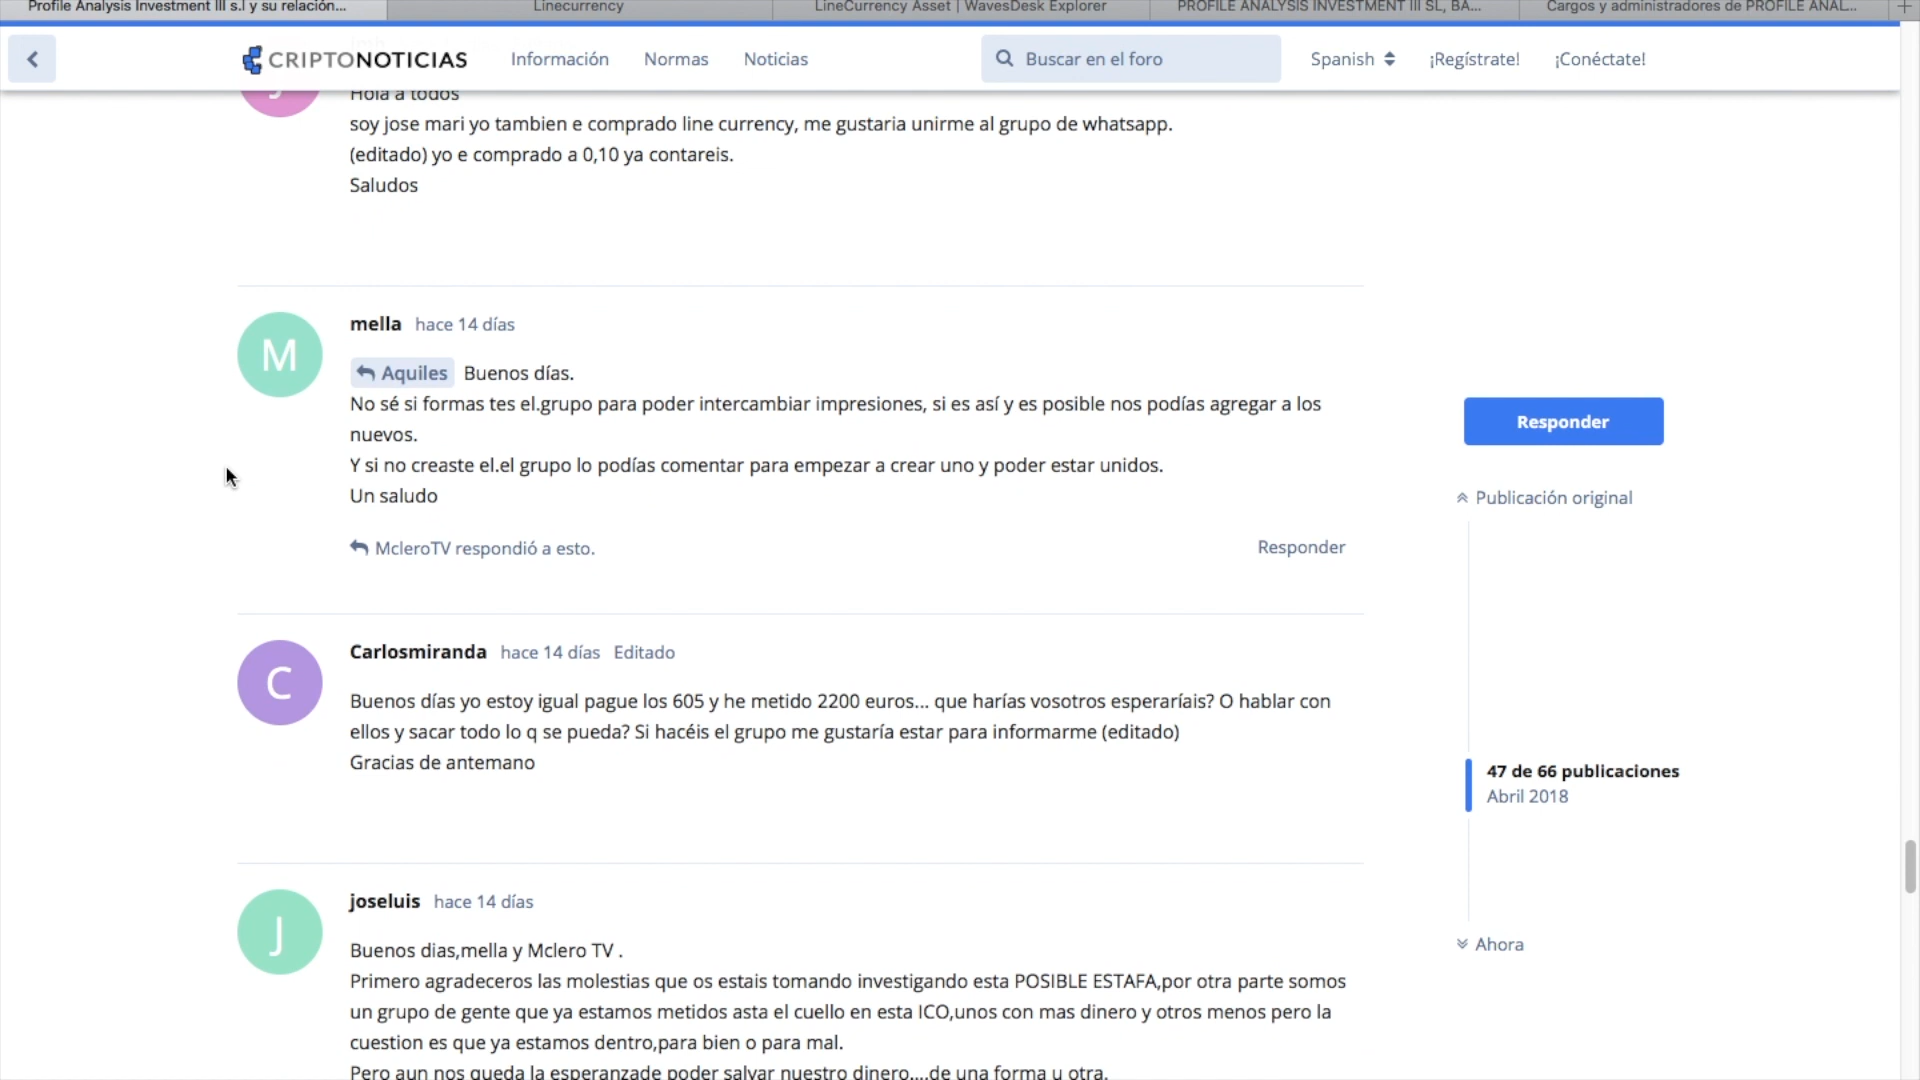 Profile Analysis Investment III s.l y su relación...
Linecurrency
LineCurrency Asset | WavesDesk Explorer
PROFILE ANALYSIS INVESTMENT III SL, BA...
Cargos y administradores de PROFILE ANAL...
CRIPTONOTICIAS
Información
Normas
Noticias
Buscar en el foro
Spanish
¡Regístrate!
¡Conéctate!
Hola a todos
soy jose mari yo tambien e comprado line currency, me gustaria unirme al grupo de whatsapp.
(editado) yo e comprado a 0,10 ya contareis.
Saludos
M
mella hace 14 días
Aquiles Buenos días.
No sé si formas tes el.grupo para poder intercambiar impresiones, si es así y es posible nos podías agregar a los
nuevos.
Y si no creaste el.el grupo lo podías comentar para empezar a crear uno y poder estar unidos.
Un saludo
McleroTV respondió a esto.
Responder
C
Carlosmiranda hace 14 días Editado
Buenos días yo estoy igual pague los 605 y he metido 2200 euros... que harías vosotros esperaríais? O hablar con
ellos y sacar todo lo q se pueda? Si hacéis el grupo me gustaría estar para informarme (editado)
Gracias de antemano
J
joseluis hace 14 días
Buenos dias,mella y Mclero TV .
Primero agradeceros las molestias que os estais tomando investigando esta POSIBLE ESTAFA,por otra parte somos
un grupo de gente que ya estamos metidos asta el cuello en esta ICO,unos con mas dinero y otros menos pero la
cuestion es que ya estamos dentro,para bien o para mal.
Pero aun nos queda la esperanzade poder salvar nuestro dinero....de una forma u otra.
Responder
Publicación original
47 de 66 publicaciones
Abril 2018
Ahora